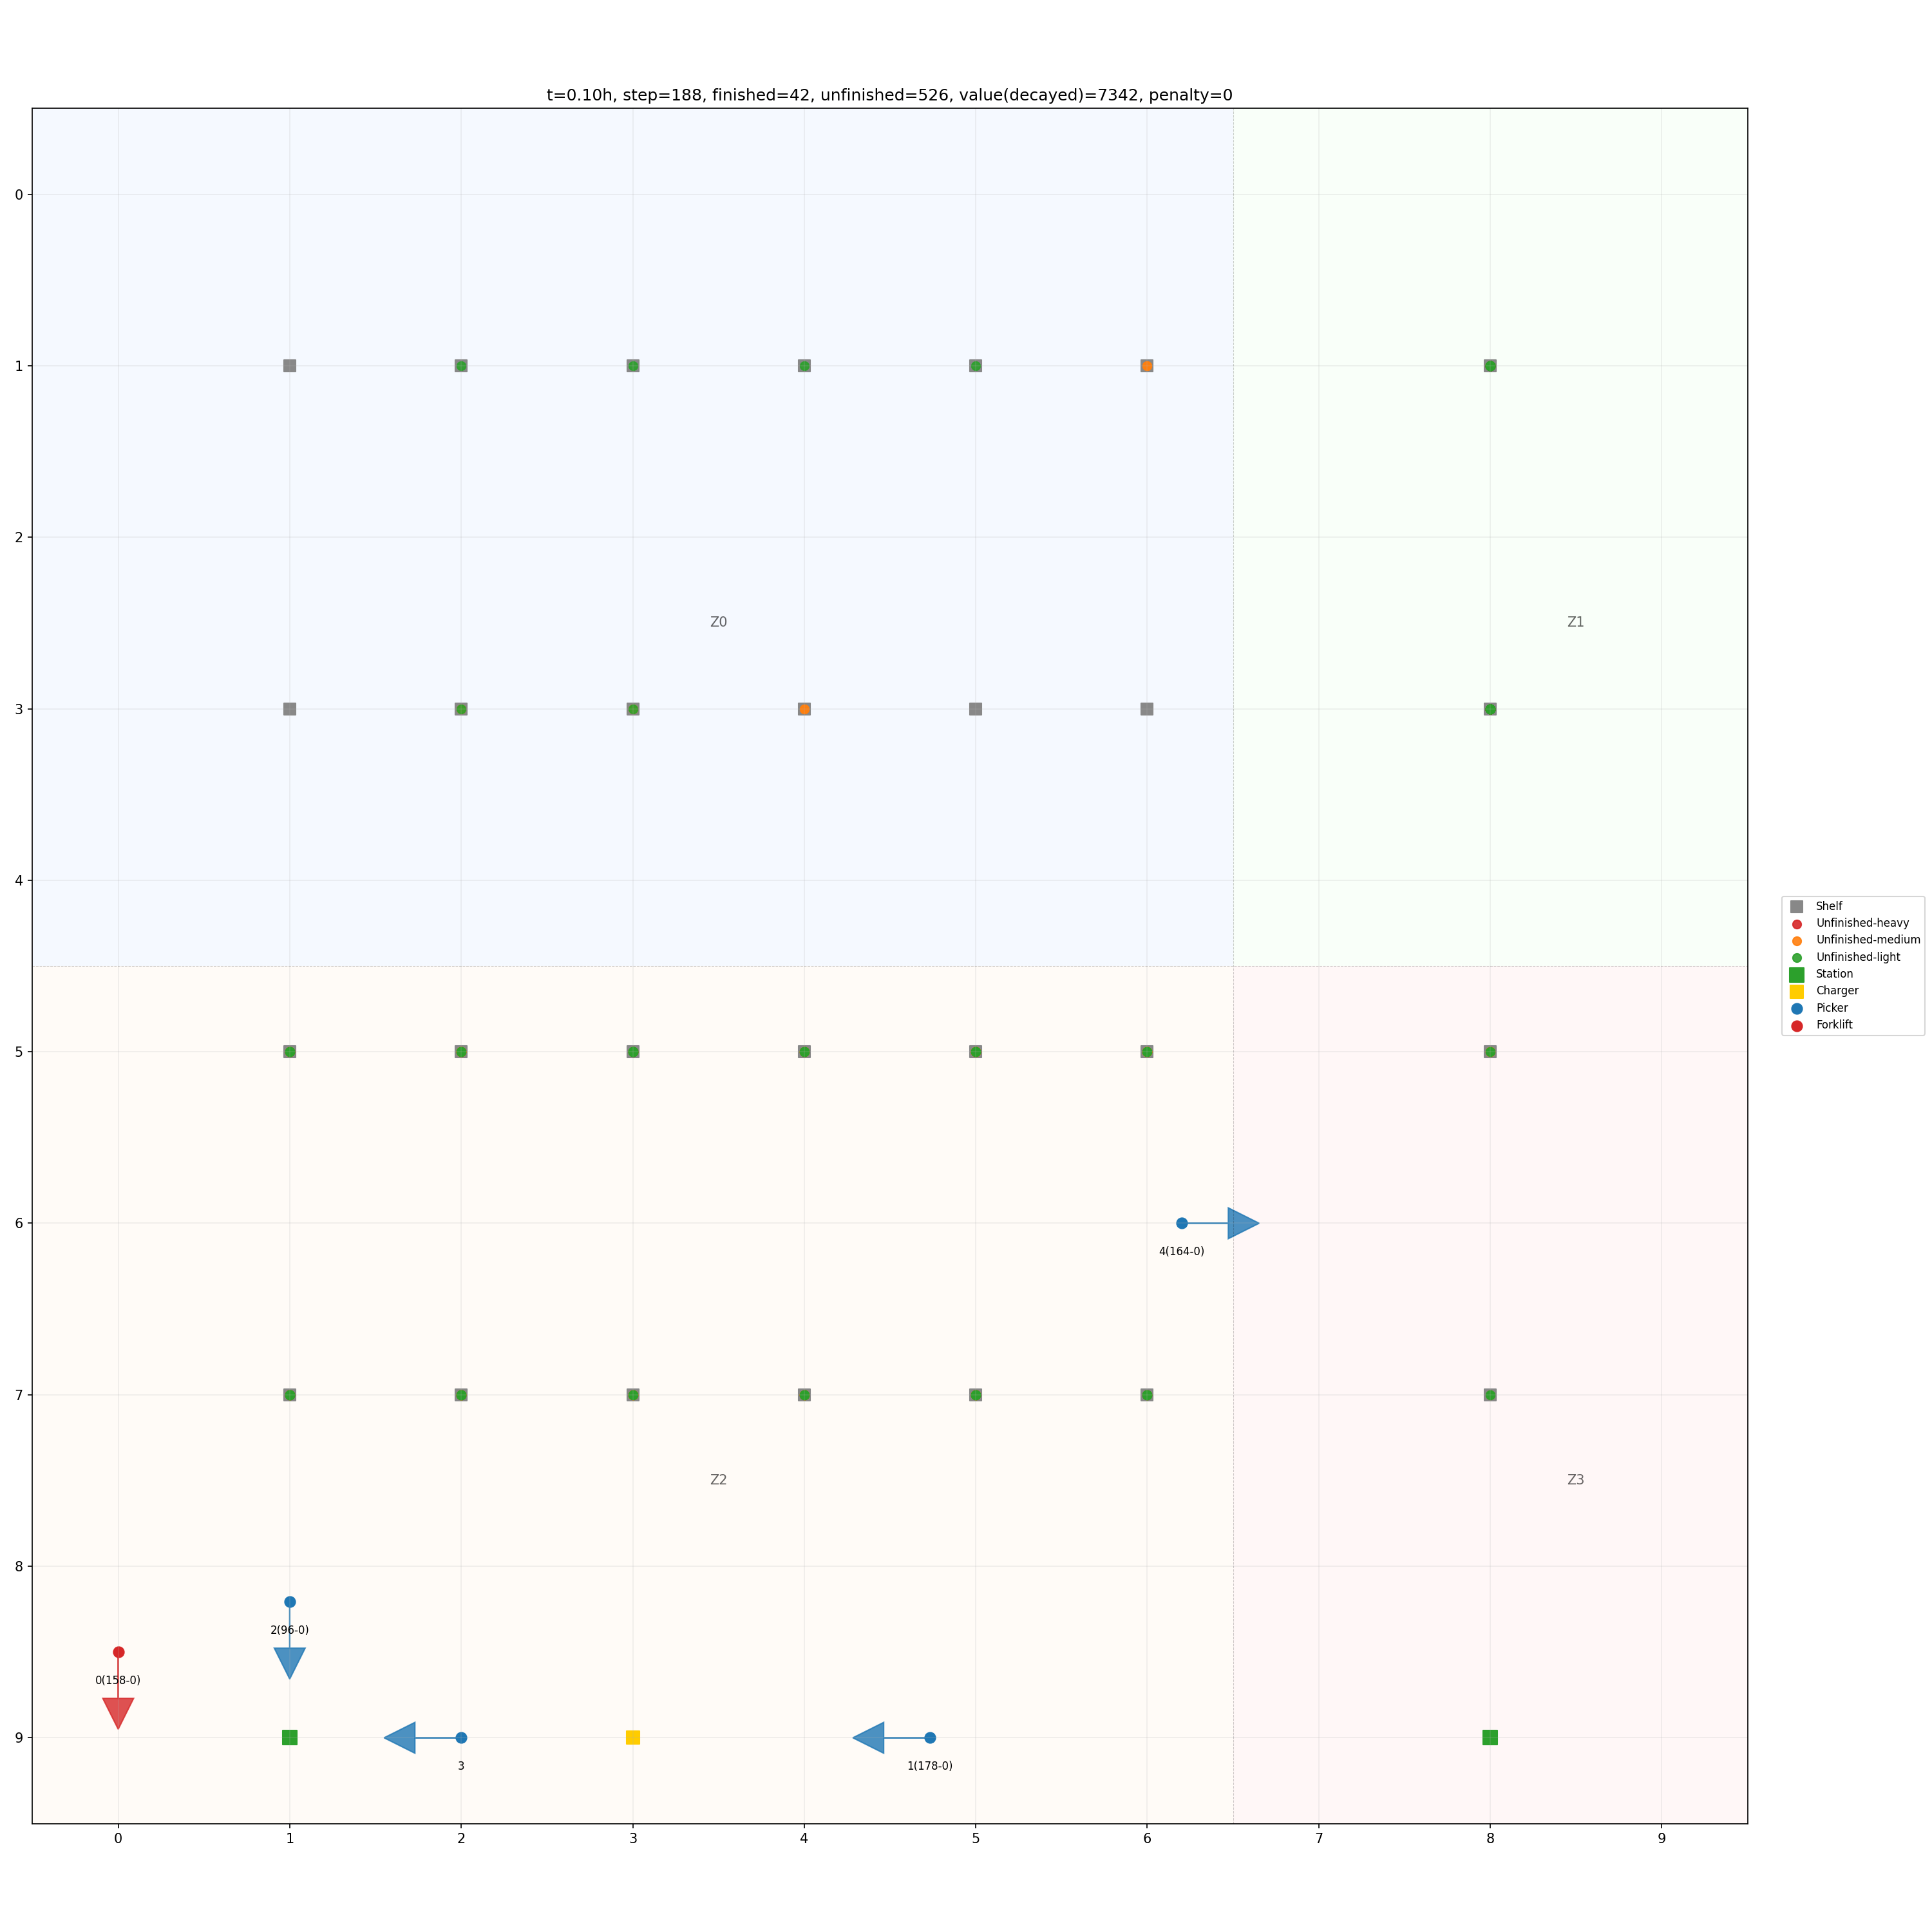 t=0.10h, step=188, finished=42, unfinished=526, value(decayed)=7342, penalty=0
0
1
2
Z0
Z1
3
4
Shelf
Unfinished-heavy
Unfinished-medium
Unfinished-light
Station
Charger
Picker
Forklift
5
6
4(164-0)
7
Z2
Z3
8
2(96-0)
0(158-0)
9
3
1(178-0)
0 1 2 3 4 5 6 7 8 9